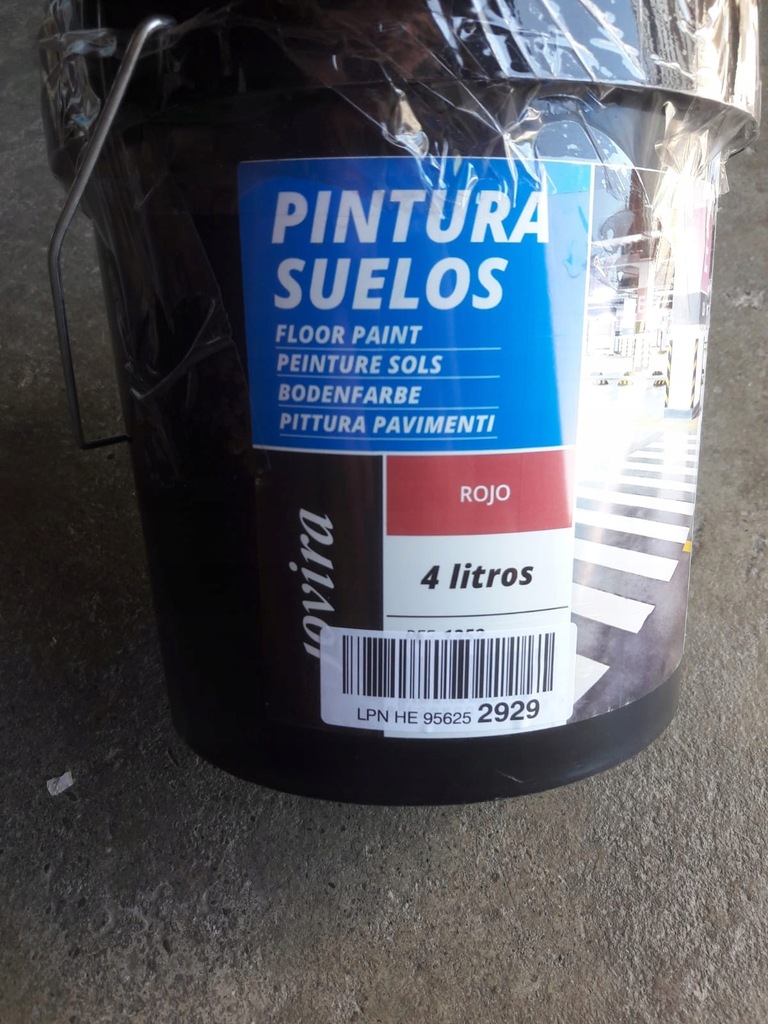 PINTURA
SUELOS
FLOOR PAINT
PEINTURE SOLS
BODENFARBE
PITTURA PAVIMENTI
ROJO
4 litros
LPN HE 95625 2929